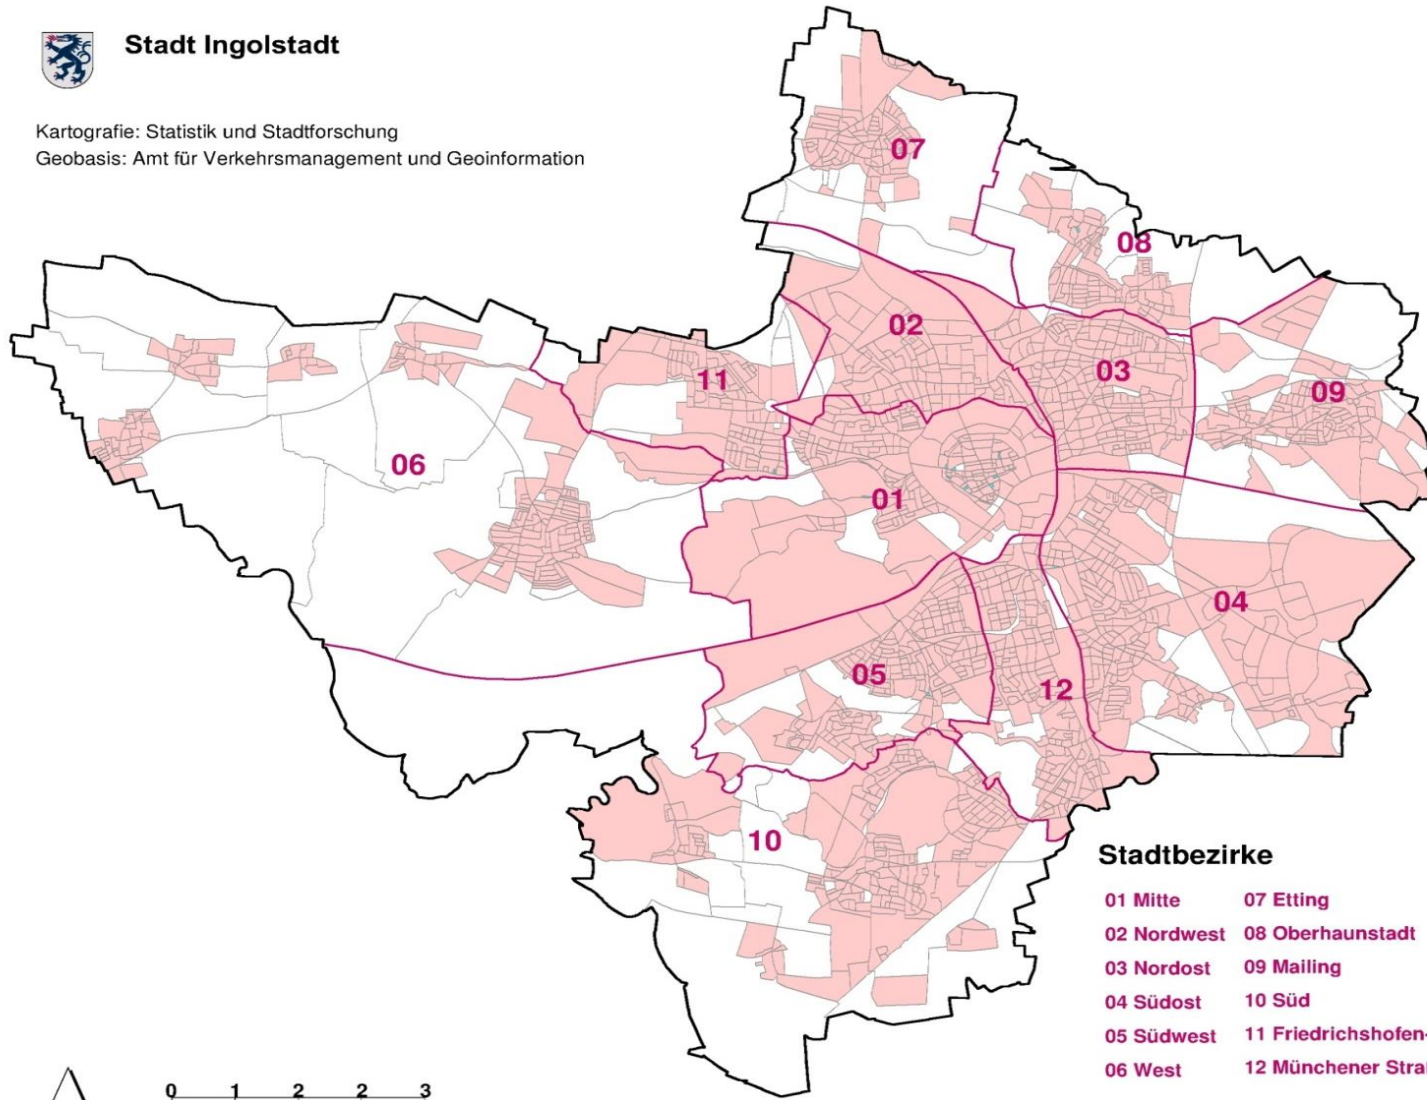 Stadt Ingolstadt
Kartografie: Statistik und Stadtforschung
Geobasis: Amt für Verkehrsmanagement und Geoinformation
07
08
02
03
11
09
06
01
04
05
12
10
Stadtbezirke
01 Mitte 07 Etting
02 Nordwest 08 Oberhaunstadt
03 Nordost 09 Mailing
04 Südost 10 Süd
05 Südwest 11 Friedrichshofen-
06 West 12 Münchener
0 1 2 2 3